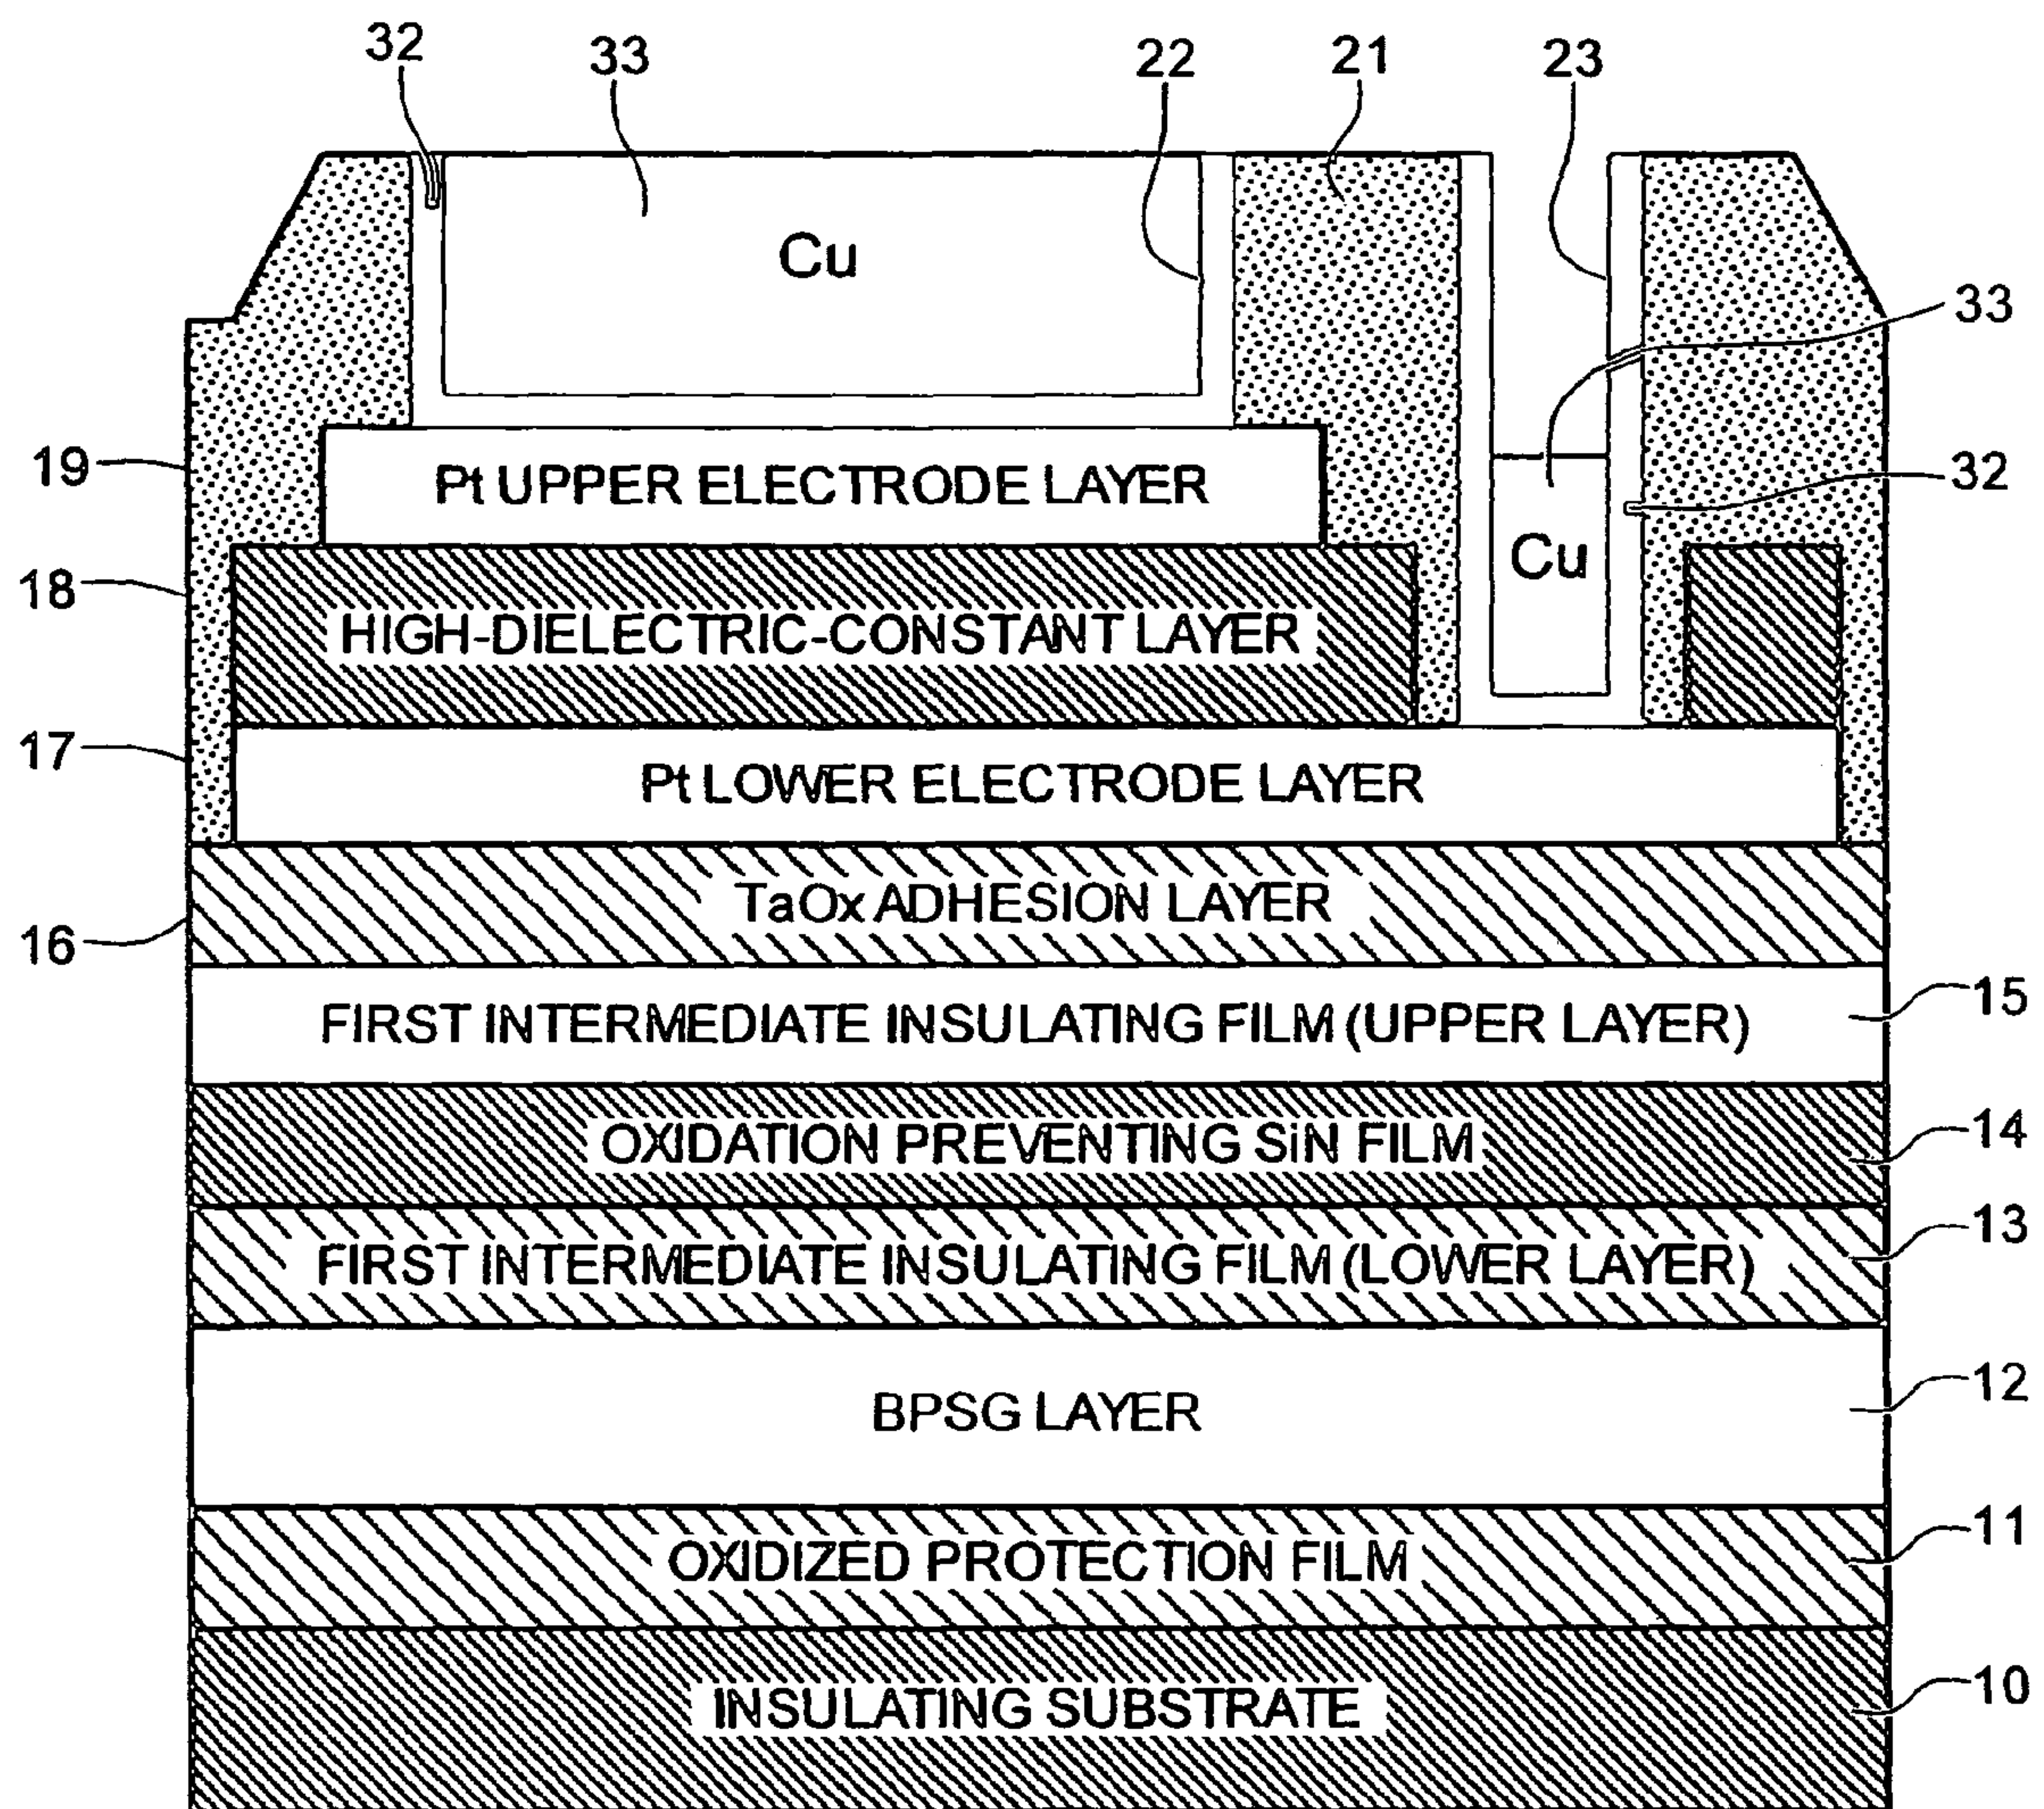 32 33 22 21 23
Cu
33
19
Pt UPPER ELECTRODE LAYER
32
Cu
18
HIGH-DIELECTRIC-CONSTANT LAYER
17
Pt LOWER ELECTRODE LAYER
TaOx ADHESION LAYER
16
FIRST INTERMEDIATE INSULATING FILM (UPPER LAYER)
15
OXIDATION PREVENTING SiN FILM
14
FIRST INTERMEDIATE INSULATING FILM (LOWER LAYER)
13
BPSG LAYER
12
OXIDIZED PROTECTION FILM
11
INSULATING SUBSTRATE
10